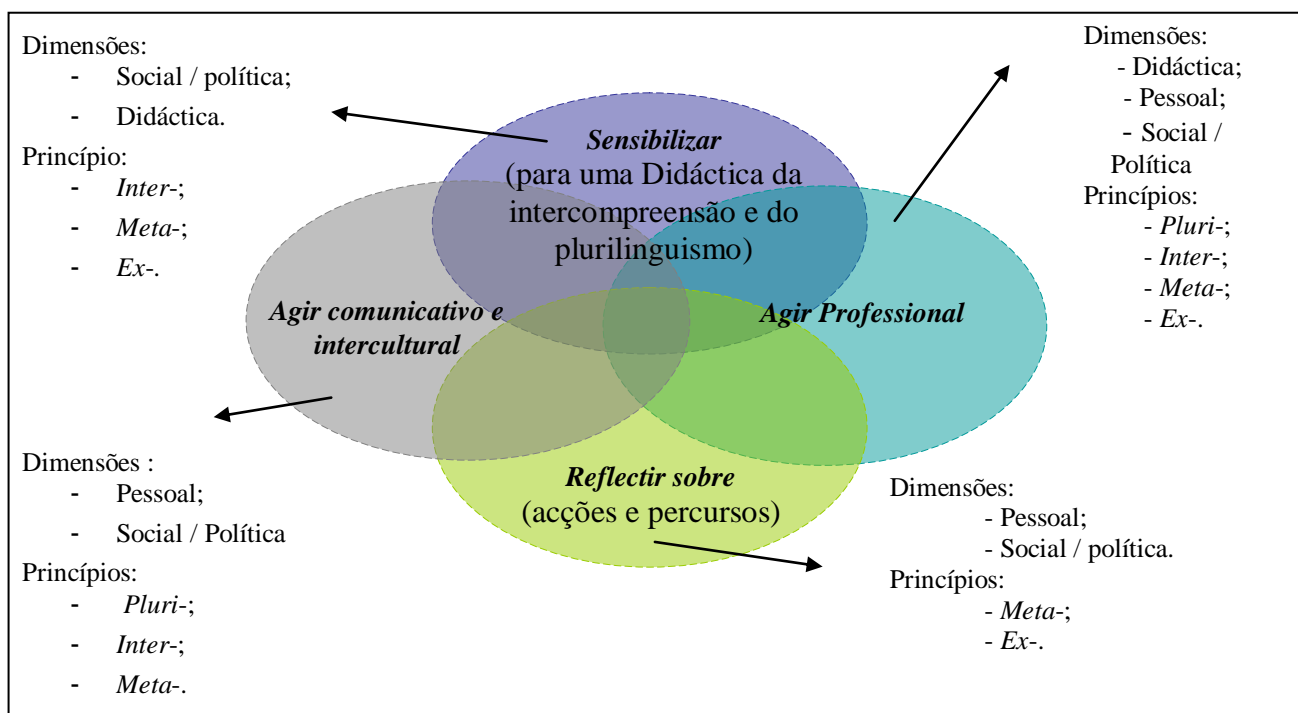 Dimensões:
- Social / política;
- Didáctica.
Princípio:
- Inter-;
- Meta-;
- Ex-.
Dimensões:
- Didáctica;
- Pessoal;
- Social /
Política
Princípios:
- Pluri-;
- Inter-;
- Meta-;
- Ex-.
Sensibilizar
(para uma Didáctica da
intercompreensão e do
plurilinguismo)
Agir comunicativo e
intercultural
Agir Professional
Reflectir sobre
(acções e percursos)
Dimensões :
- Pessoal;
- Social / Política
Princípios:
- Pluri-;
- Inter-;
- Meta-.
Dimensões:
- Pessoal;
- Social / política.
Princípios:
- Meta-;
- Ex-.